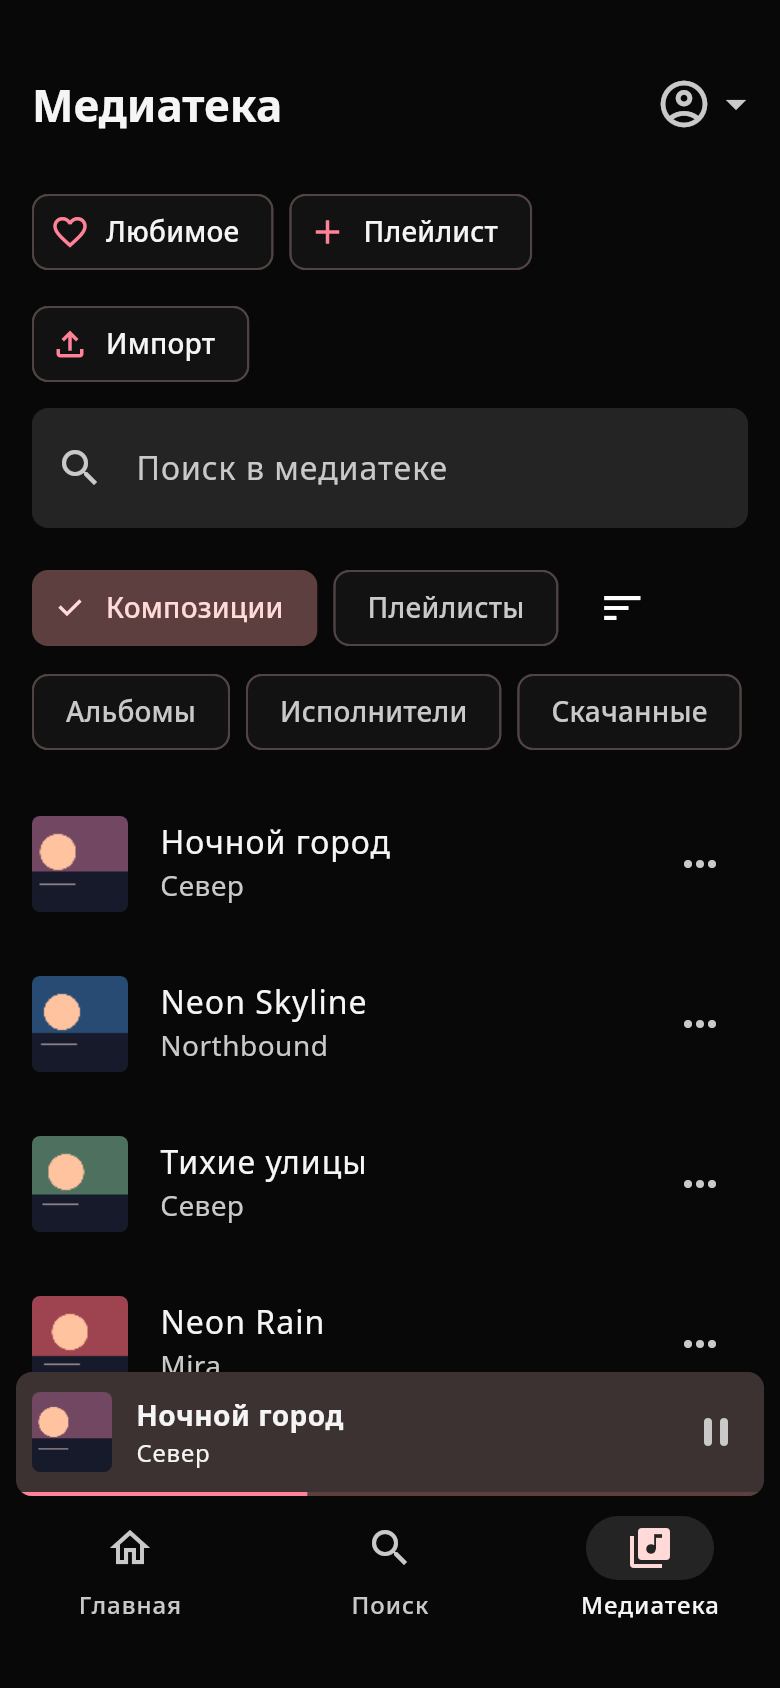 Медиатека
Любимое
Плейлист
Импорт
Поиск в медиатеке
Композиции
Плейлисты
Альбомы
Исполнители
Скачанные
Ночной город
Север
Neon Skyline
Northbound
Тихие улицы
Север
Neon Rain
Mira
Ночной город
Север
Главная
Поиск
Медиатека